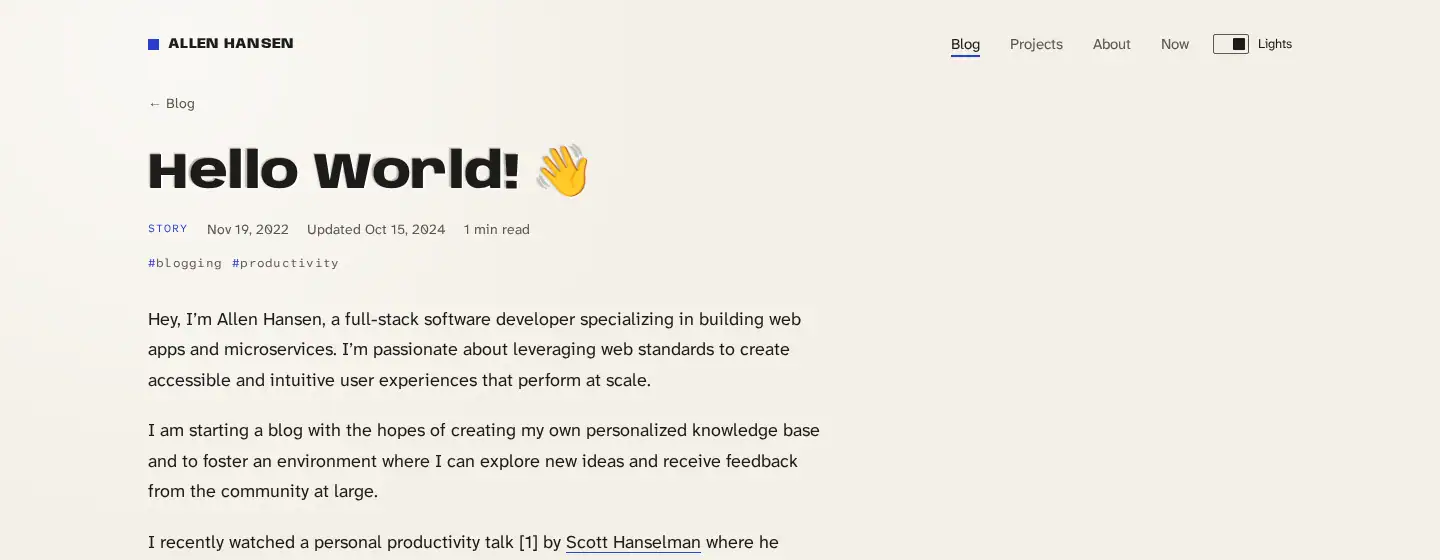 ALLEN HANSEN
Blog
Projects
About
Now
Lights
← Blog
Hello World! 👋
STORY
Nov 19, 2022
Updated Oct 15, 2024
1 min read
#blogging #productivity
Hey, I’m Allen Hansen, a full-stack software developer specializing in building web
apps and microservices. I’m passionate about leveraging web standards to create
accessible and intuitive user experiences that perform at scale.
I am starting a blog with the hopes of creating my own personalized knowledge base
and to foster an environment where I can explore new ideas and receive feedback
from the community at large.
I recently watched a personal productivity talk [1] by Scott Hanselman where he